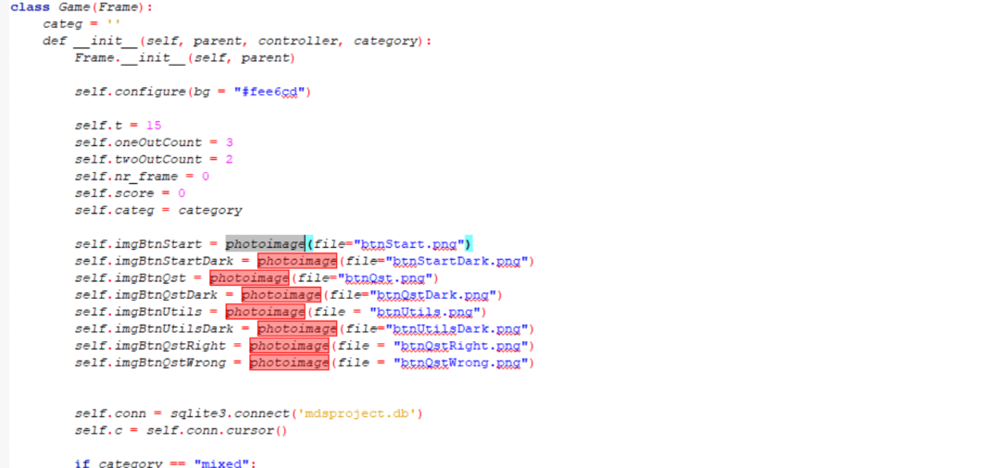 class Game(Frame):
    categ = ''
    def __init__(self, parent, controller, category):
        Frame.__init__(self, parent)

        self.configure(bg = "#fee6cd")

        self.t = 15
        self.oneOutCount = 3
        self.twoOutCount = 2
        self.nr_frame = 0
        self.score = 0
        self.categ = category

        self.imgBtnStart = photoimage(file="btnStart.png")
        self.imgBtnStartDark = photoimage(file="btnStartDark.png")
        self.imgBtnQst = photoimage(file="btnQst.png")
        self.imgBtnQstDark = photoimage(file="btnQstDark.png")
        self.imgBtnUtils = photoimage(file = "btnUtils.png")
        self.imgBtnUtilsDark = photoimage(file="btnUtilsDark.png")
        self.imgBtnQstRight = photoimage(file = "btnQstRight.png")
        self.imgBtnQstWrong = photoimage(file = "btnQstWrong.png")


        self.conn = sqlite3.connect('mdsproject.db')
        self.c = self.conn.cursor()

        if category == "mixed":